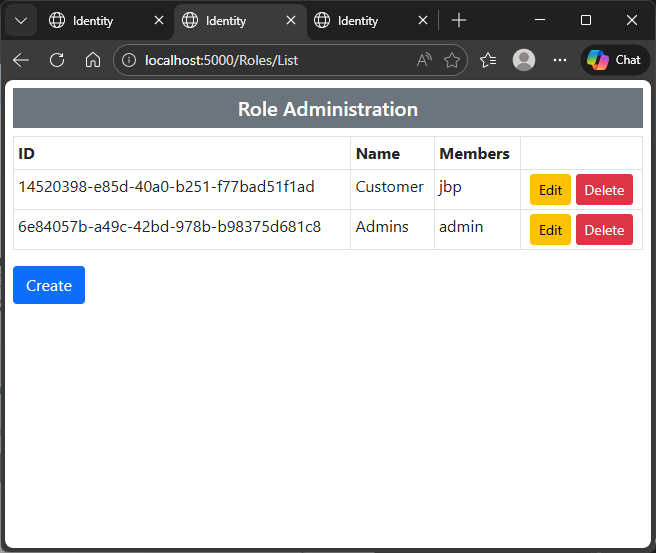 Identity Identity Identity
localhost:5000/Roles/List Chat
Role Administration
ID Name Members
14520398-e85d-40a0-b251-f77bad51f1ad Customer jbp Edit Delete
6e84057b-a49c-42bd-978b-b98375d681c8 Admins admin Edit Delete
Create